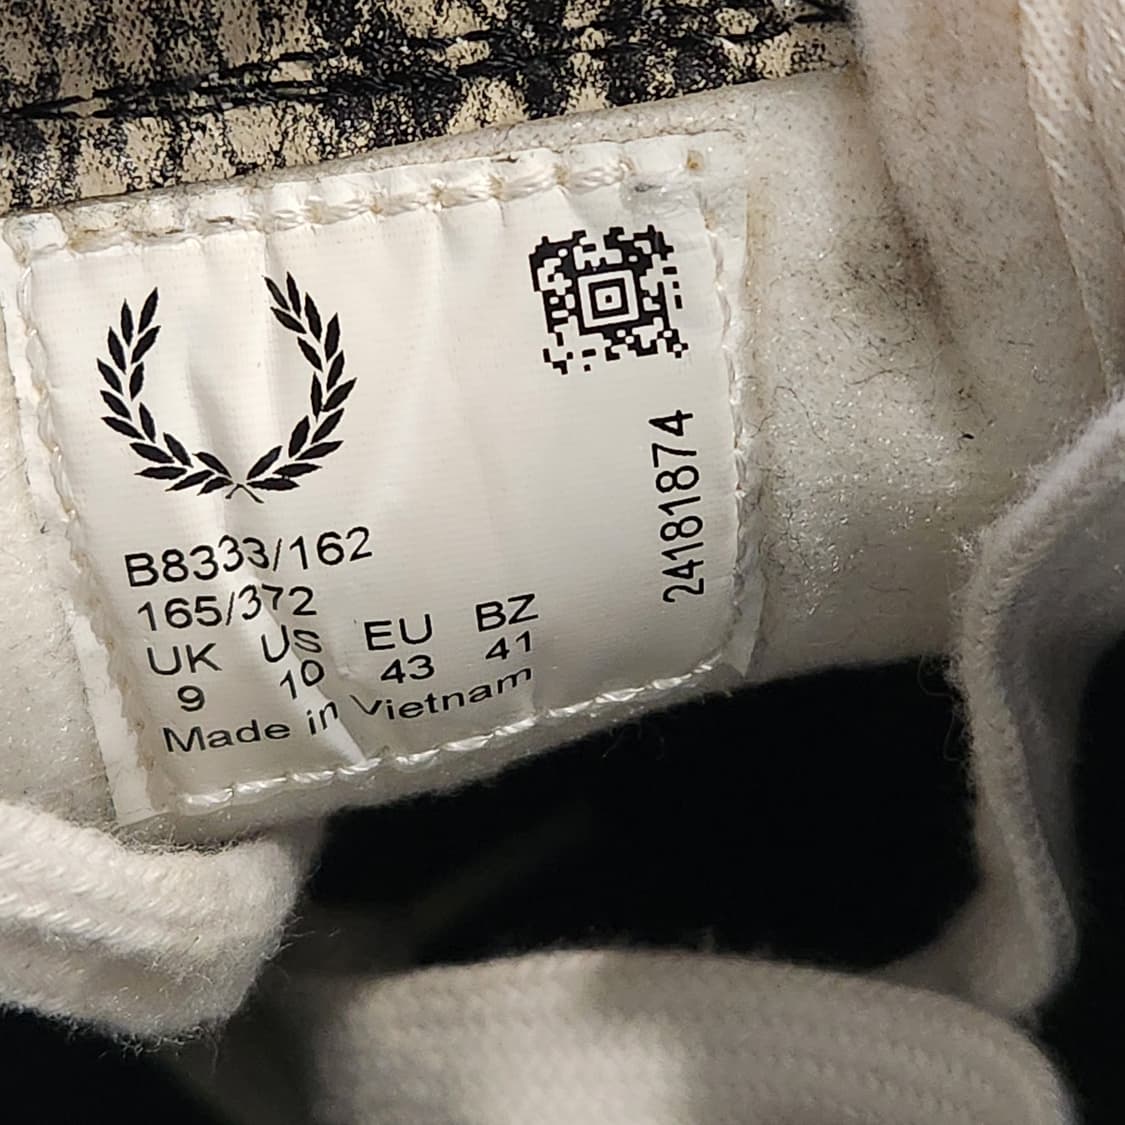 B8333/162
165/372
UK US EU BZ
9 10 43 41
Made in Vietnam
24181874